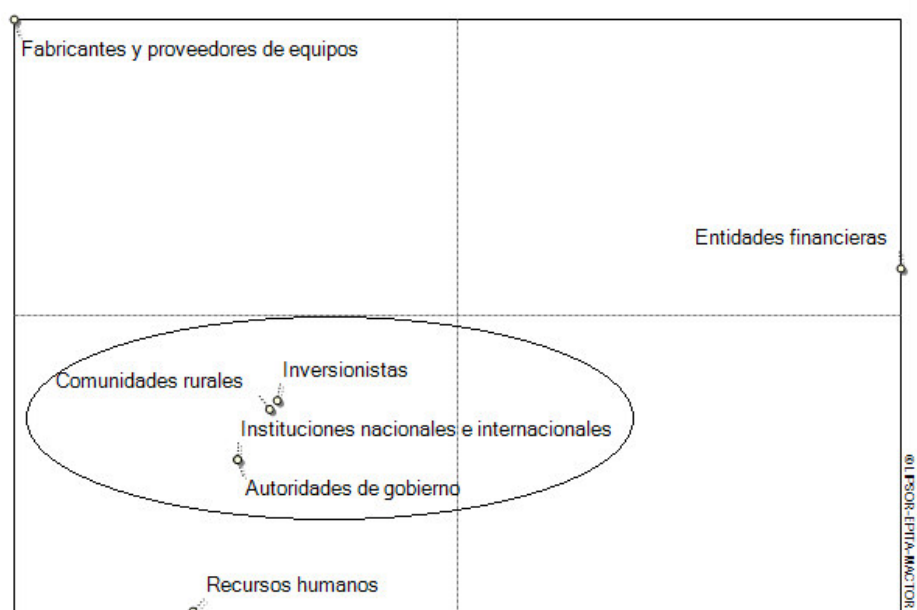 Fabricantes y proveedores de equipos
Entidades financieras
Inversionistas
Comunidades rurales
Instituciones nacionales e internacionales
Autoridades de gobierno
Recursos humanos
©LIPSOR-EPITA-MACTOR